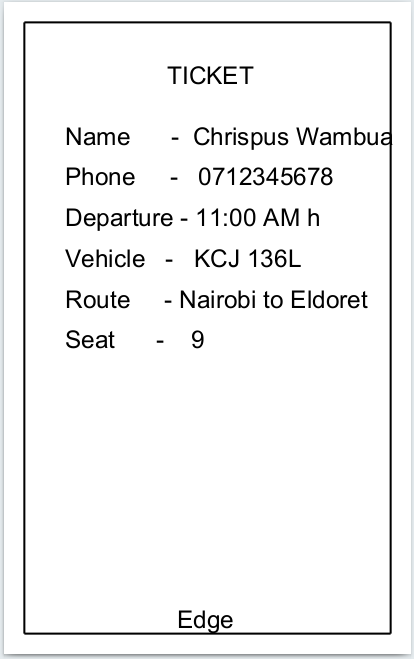 TICKET
Name - Chrispus Wambua
Phone - 0712345678
Departure - 11:00 AM h
Vehicle - KCJ 136L
Route - Nairobi to Eldoret
Seat - 9
Edge